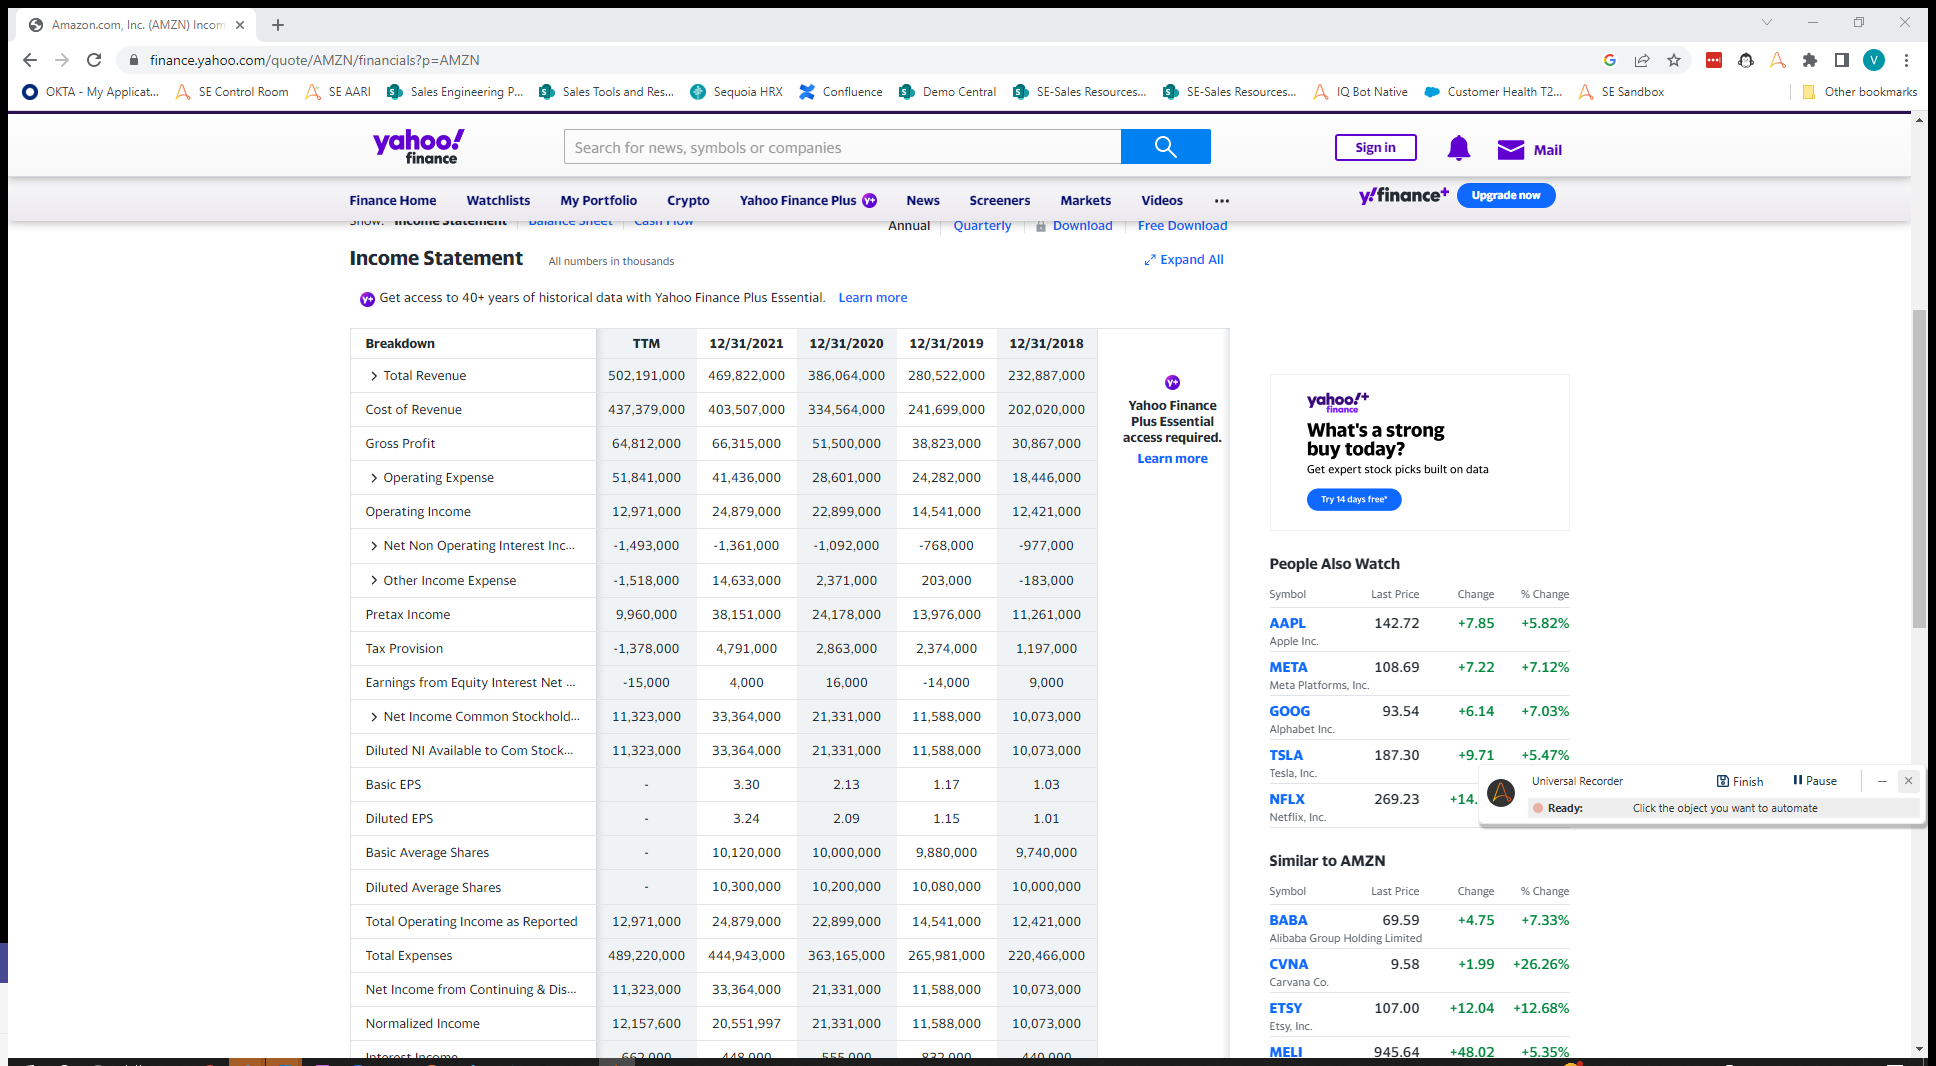 Amazon.com, Inc. (AMZN) Incom
finance.yahoo.com/quote/AMZN/financials?p=AMZN
V
OKTA - My Applicat... SE Control Room SE AARI Sales Engineering P... Sales Tools and Res... Sequoia HRX Confluence Demo Central SE-Sales Resources... SE-Sales Resources... IQ Bot Native Customer Health T2... SE Sandbox Other bookmarks
yahoo!
finance
Search for news, symbols or companies
Sign in
Mail
Finance Home Watchlists My Portfolio Crypto Yahoo Finance Plus News Screeners Markets Videos
y!finance+ Upgrade now
Show: Income Statement Balance Sheet Cash Flow Annual Quarterly Download Free Download
Income Statement All numbers in thousands Expand All
Get access to 40+ years of historical data with Yahoo Finance Plus Essential. Learn more
Breakdown TTM 12/31/2021 12/31/2020 12/31/2019 12/31/2018
Total Revenue 502,191,000 469,822,000 386,064,000 280,522,000 232,887,000
Cost of Revenue 437,379,000 403,507,000 334,564,000 241,699,000 202,020,000
Gross Profit 64,812,000 66,315,000 51,500,000 38,823,000 30,867,000
Operating Expense 51,841,000 41,436,000 28,601,000 24,282,000 18,446,000
Operating Income 12,971,000 24,879,000 22,899,000 14,541,000 12,421,000
Net Non Operating Interest Inc... -1,493,000 -1,361,000 -1,092,000 -768,000 -977,000
Other Income Expense -1,518,000 14,633,000 2,371,000 203,000 -183,000
Pretax Income 9,960,000 38,151,000 24,178,000 13,976,000 11,261,000
Tax Provision -1,378,000 4,791,000 2,863,000 2,374,000 1,197,000
Earnings from Equity Interest Net ... -15,000 4,000 16,000 -14,000 9,000
Net Income Common Stockhold... 11,323,000 33,364,000 21,331,000 11,588,000 10,073,000
Diluted NI Available to Com Stock... 11,323,000 33,364,000 21,331,000 11,588,000 10,073,000
Basic EPS - 3.30 2.13 1.17 1.03
Diluted EPS - 3.24 2.09 1.15 1.01
Basic Average Shares - 10,120,000 10,000,000 9,880,000 9,740,000
Diluted Average Shares - 10,300,000 10,200,000 10,080,000 10,000,000
Total Operating Income as Reported 12,971,000 24,879,000 22,899,000 14,541,000 12,421,000
Total Expenses 489,220,000 444,943,000 363,165,000 265,981,000 220,466,000
Net Income from Continuing & Dis... 11,323,000 33,364,000 21,331,000 11,588,000 10,073,000
Normalized Income 12,157,600 20,551,997 21,331,000 11,588,000 10,073,000
Interest Income 662,000 448,000 555,000 832,000 440,000
Yahoo Finance
Plus Essential
access required.
Learn more
yahoo!+
finance
What's a strong
buy today?
Get expert stock picks built on data
Try 14 days free*
People Also Watch
Symbol Last Price Change % Change
AAPL 142.72 +7.85 +5.82%
Apple Inc.
META 108.69 +7.22 +7.12%
Meta Platforms, Inc.
GOOG 93.54 +6.14 +7.03%
Alphabet Inc.
TSLA 187.30 +9.71 +5.47%
Tesla, Inc.
NFLX 269.23 +14.
Netflix, Inc.
Universal Recorder Finish Pause
Ready: Click the object you want to automate
Similar to AMZN
Symbol Last Price Change % Change
BABA 69.59 +4.75 +7.33%
Alibaba Group Holding Limited
CVNA 9.58 +1.99 +26.26%
Carvana Co.
ETSY 107.00 +12.04 +12.68%
Etsy, Inc.
MELI 945.64 +48.02 +5.35%